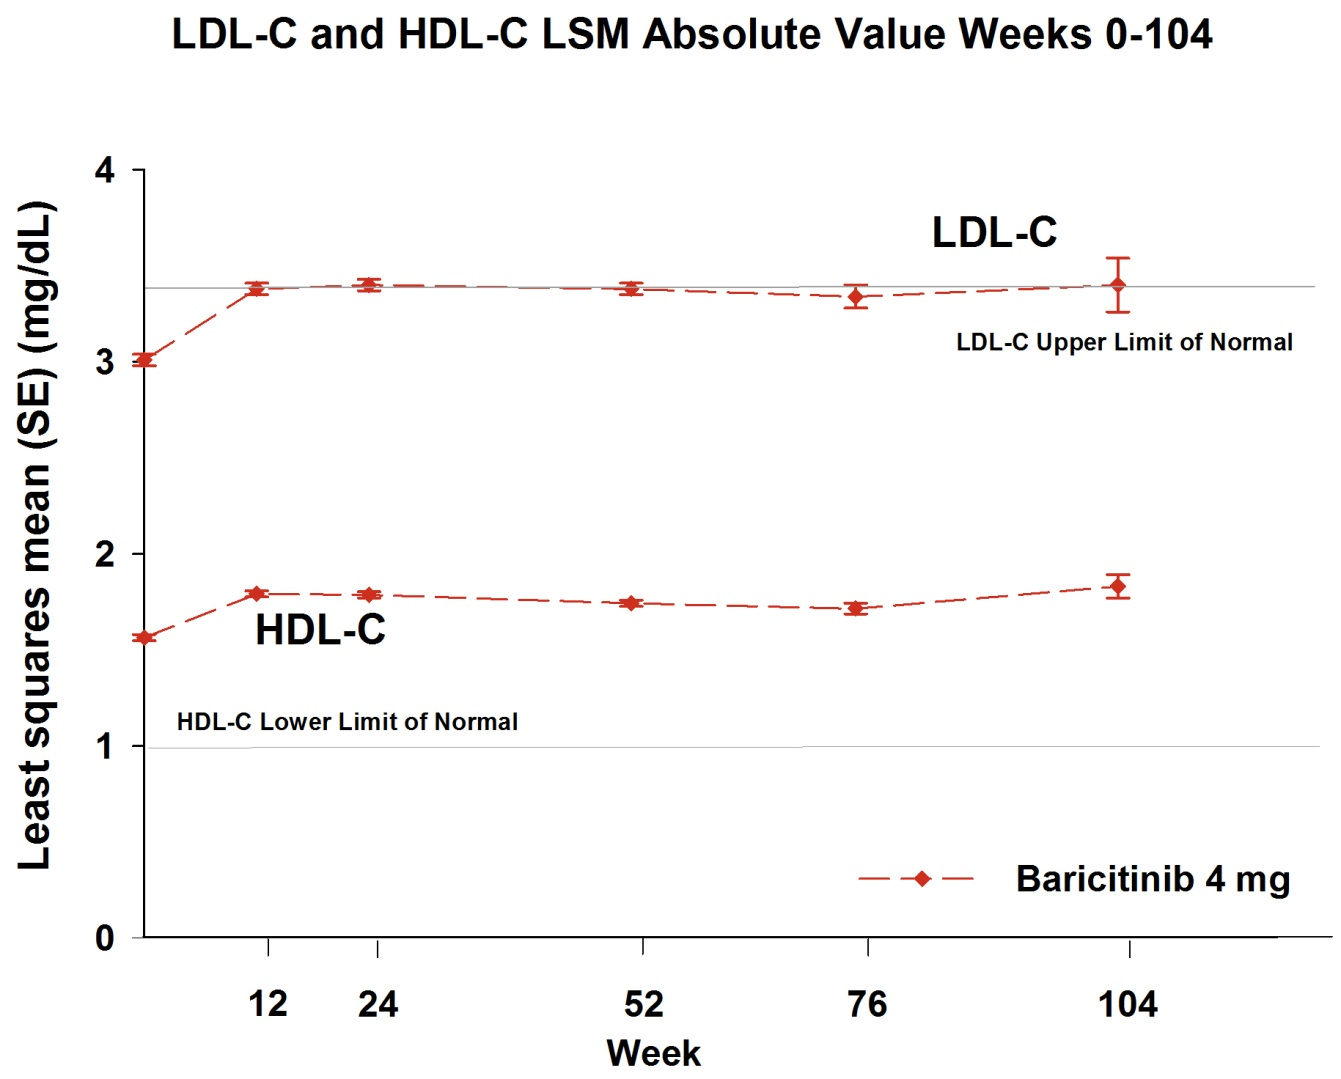 LDL-C and HDL-C LSM Absolute Value Weeks 0-104
Least squares mean (SE) (mg/dL)
4
LDL-C
LDL-C Upper Limit of Normal
3
2
HDL-C
HDL-C Lower Limit of Normal
1
Baricitinib 4 mg
0
12 24 52 76 104
Week